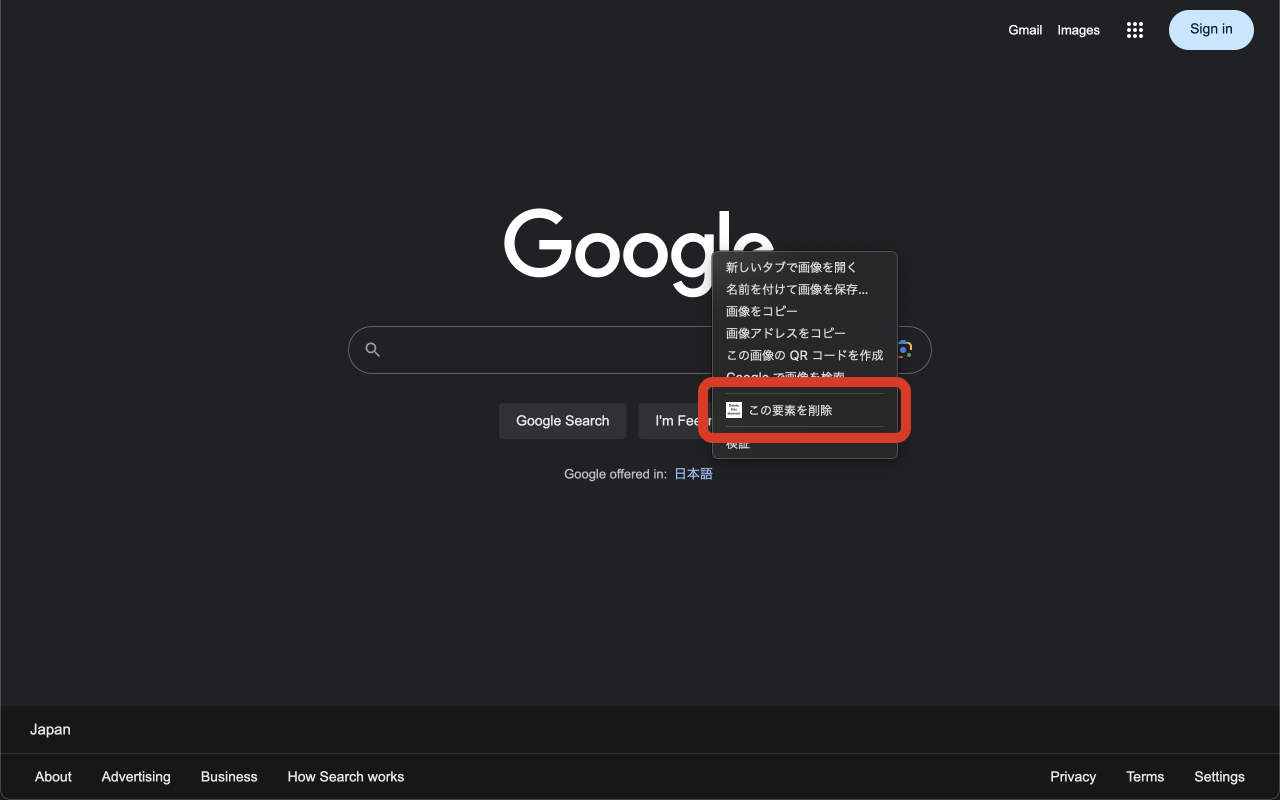 Gmail Images Sign in
Google
新しいタブで画像を開く
名前を付けて画像を保存...
画像をコピー
画像アドレスをコピー
この画像の QR コードを作成
Google で画像を検索
Delete this element
この要素を削除
検証
Google Search
I'm Feelin
Google offered in: 日本語
Japan
About Advertising Business How Search works Privacy Terms Settings